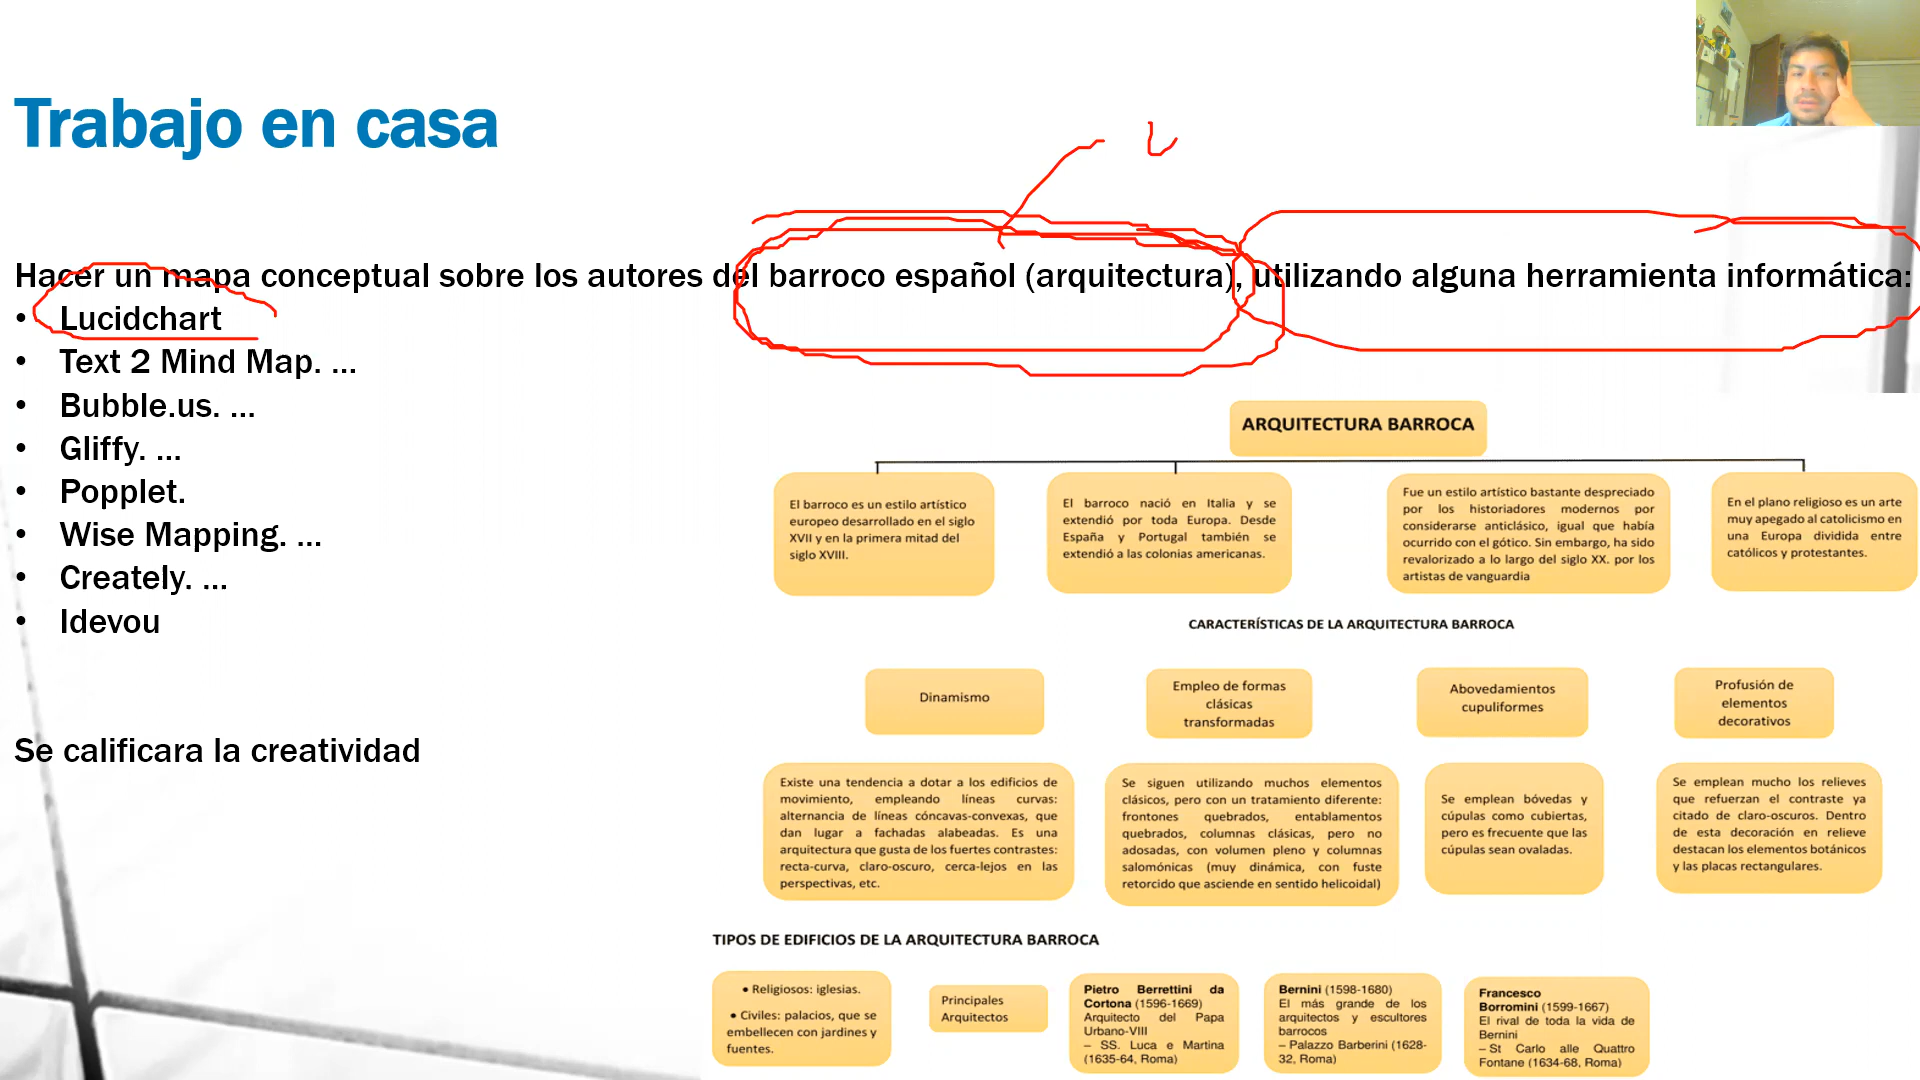 Trabajo en casa
Hacer un mapa conceptual sobre los autores del barroco español (arquitectura), utilizando alguna herramienta informática:
• Lucidchart
• Text 2 Mind Map. ...
• Bubble.us. ...
• Gliffy. ...
• Popplet.
• Wise Mapping. ...
• Creately. ...
• Idevou
Se calificara la creatividad
ARQUITECTURA BARROCA
El barroco es un estilo artístico
europeo desarrollado en el siglo
XVII y en la primera mitad del
siglo XVIII.
El barroco nació en Italia y se
extendió por toda Europa. Desde
España y Portugal también se
extendió a las colonias americanas.
Fue un estilo artístico bastante despreciado
por los historiadores modernos por
considerarse anticlásico, igual que había
ocurrido con el gótico. Sin embargo, ha sido
revalorizado a lo largo del siglo XX. por los
artistas de vanguardia
En el plano religioso es un arte
muy apegado al catolicismo en
una Europa dividida entre
católicos y protestantes.
CARACTERÍSTICAS DE LA ARQUITECTURA BARROCA
Dinamismo
Empleo de formas
clásicas
transformadas
Abovedamientos
cupuliformes
Profusión de
elementos
decorativos
Existe una tendencia a dotar a los edificios de
movimiento, empleando líneas curvas:
alternancia de líneas cóncavas-convexas, que
dan lugar a fachadas alabeadas. Es una
arquitectura que gusta de los fuertes contrastes:
recta-curva, claro-oscuro, cerca-lejos en las
perspectivas, etc.
Se siguen utilizando muchos elementos
clásicos, pero con un tratamiento diferente:
frontones quebrados, entablamentos
quebrados, columnas clásicas, pero no
adosadas, con volumen pleno y columnas
salomónicas (muy dinámica, con fuste
retorcido que asciende en sentido helicoidal)
Se emplean bóvedas y
cúpulas como cubiertas,
pero es frecuente que las
cúpulas sean ovaladas.
Se emplean mucho los relieves
que refuerzan el contraste ya
citado de claro-oscuros. Dentro
de esta decoración en relieve
destacan los elementos botánicos
y las placas rectangulares.
TIPOS DE EDIFICIOS DE LA ARQUITECTURA BARROCA
• Religiosos: iglesias.
• Civiles: palacios, que se
embellecen con jardines y
fuentes.
Principales
Arquitectos
Pietro Berrettini da
Cortona (1596-1669)
Arquitecto del Papa
Urbano-VIII
– SS. Luca e Martina
(1635-64, Roma)
Bernini (1598-1680)
El más grande de los
arquitectos y escultores
barrocos
– Palazzo Barberini (1628-
32, Roma)
Francesco
Borromini (1599-1667)
El rival de toda la vida de
Bernini
– St Carlo alle Quattro
Fontane (1634-68, Roma)